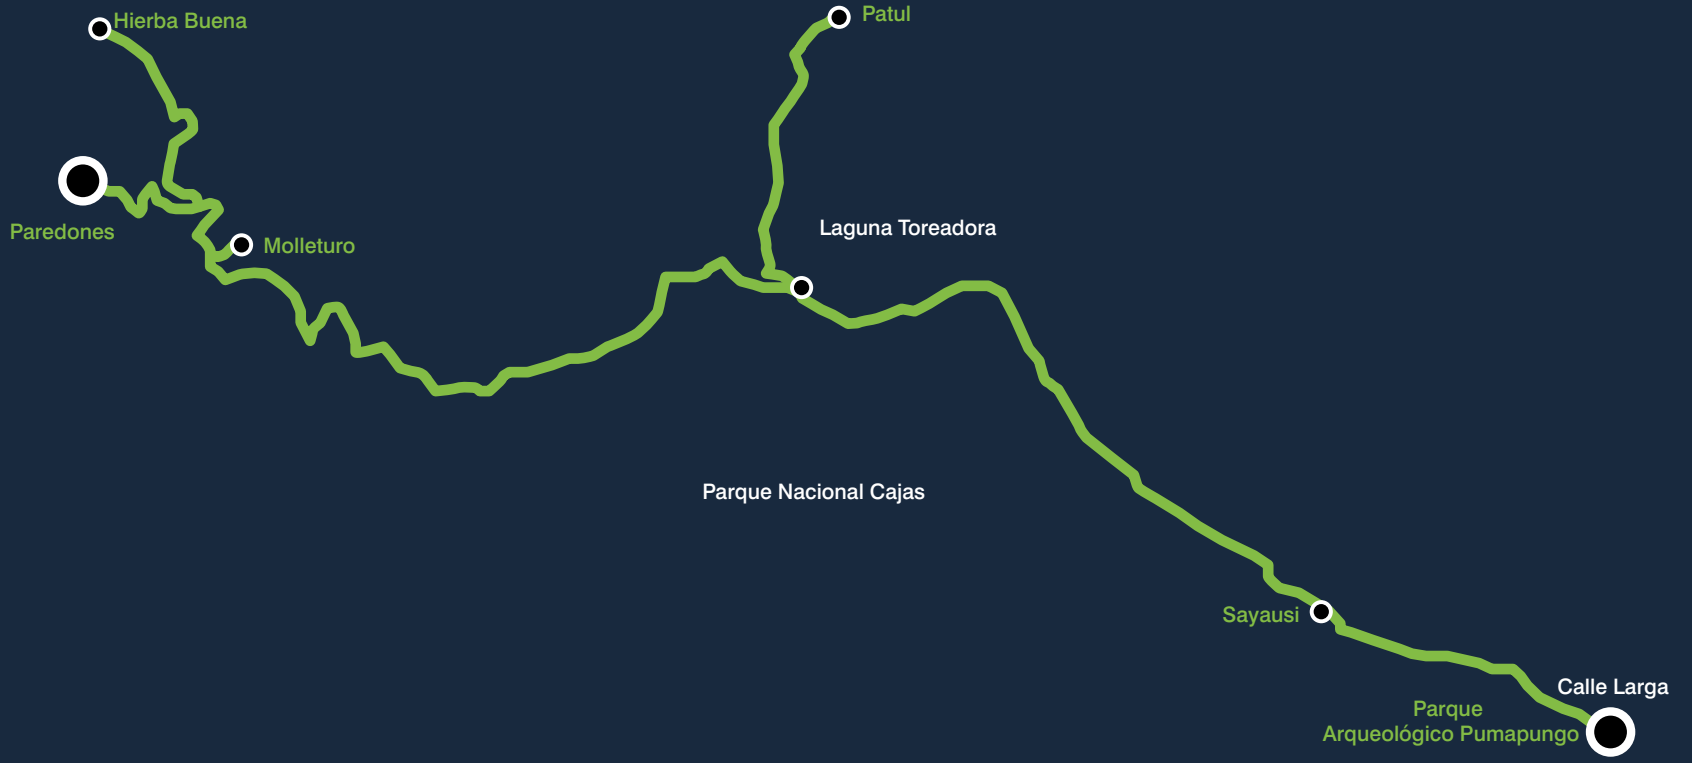 Hierba Buena
Patul
Paredones
Molleturo
Laguna Toreadora
Parque Nacional Cajas
Sayausi
Calle Larga
Parque
Arqueológico Pumapungo